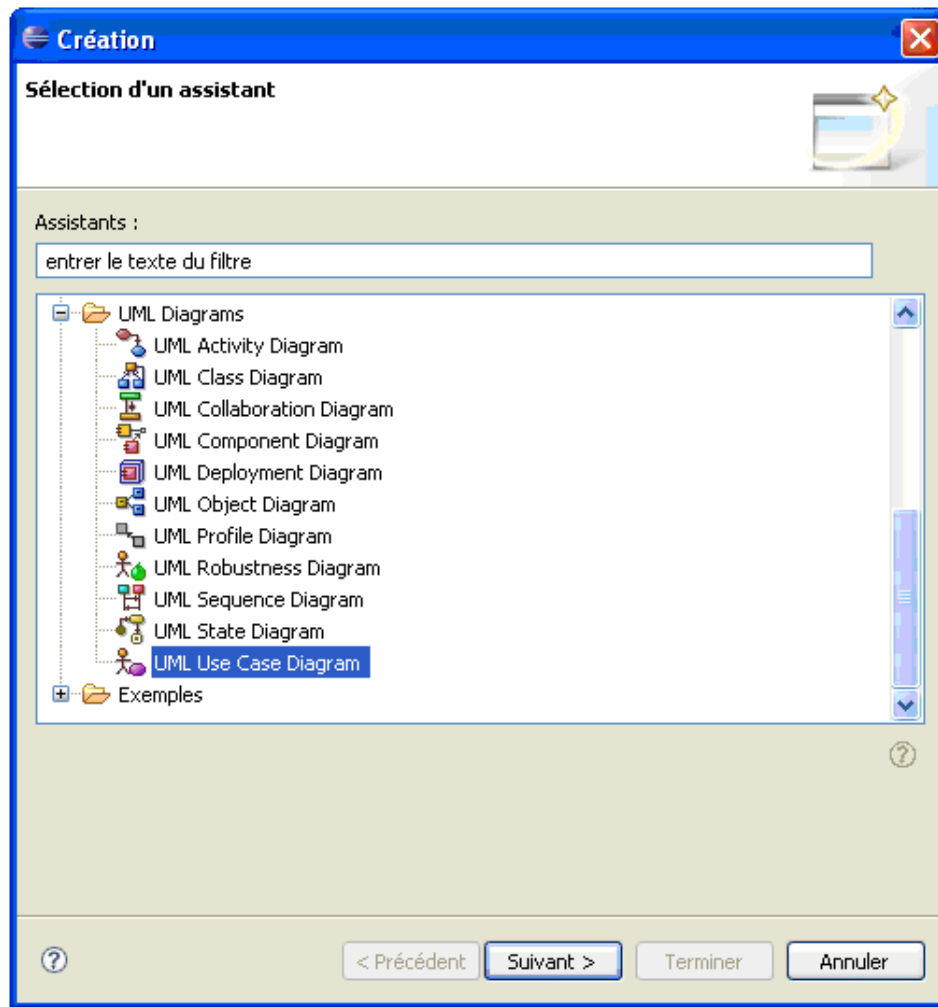 Création
Sélection d'un assistant
Assistants :
entrer le texte du filtre
UML Diagrams
UML Activity Diagram
UML Class Diagram
UML Collaboration Diagram
UML Component Diagram
UML Deployment Diagram
UML Object Diagram
UML Profile Diagram
UML Robustness Diagram
UML Sequence Diagram
UML State Diagram
UML Use Case Diagram
Exemples
< Précédent Suivant > Terminer Annuler